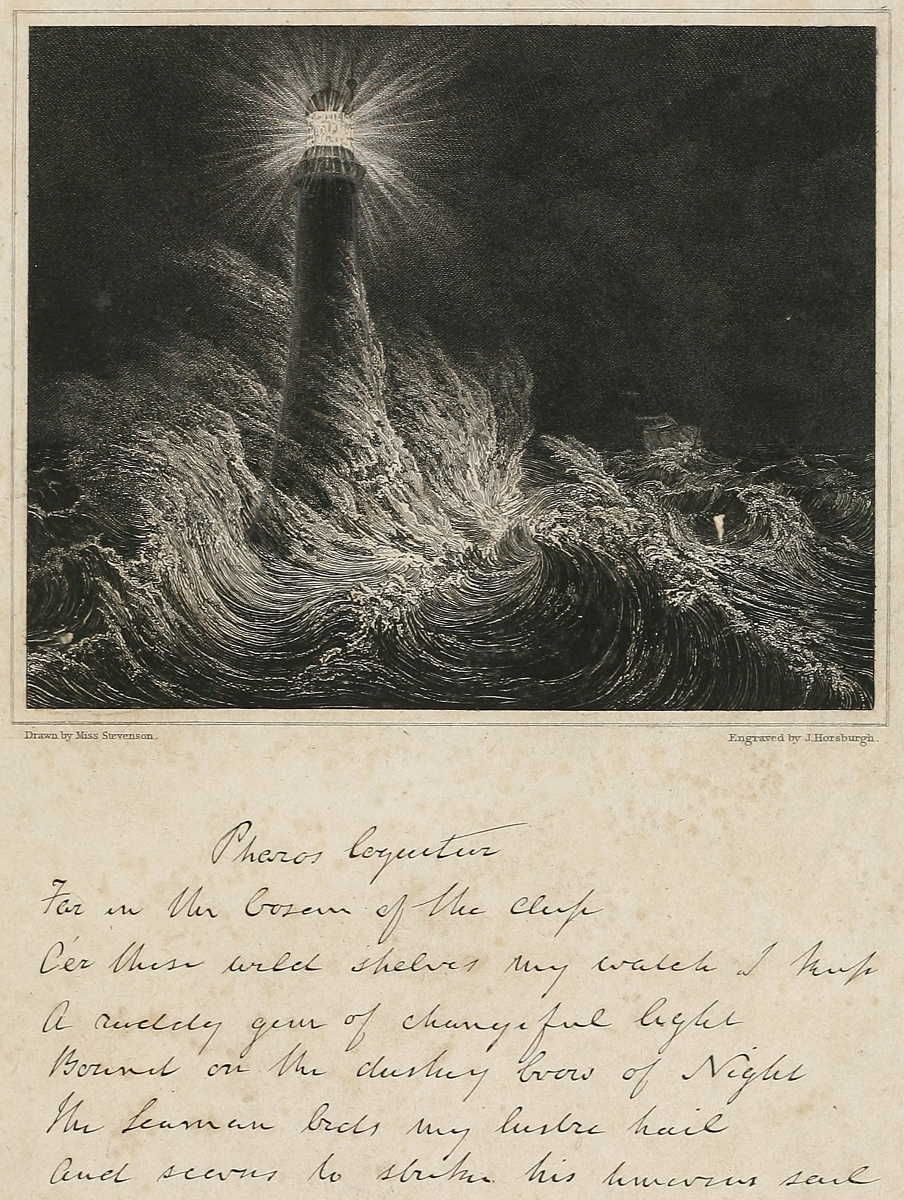 Drawn by Miss Stevenson.
Engraved by J. Horsburgh.
Pharos loquitur
Far in the bosom of the deep
O'er these wild shelves my watch I keep
A ruddy gem of changeful light
Bound on the duskey brow of Night
The Seaman bids my lustre hail
And scorns to strike his timorous sail